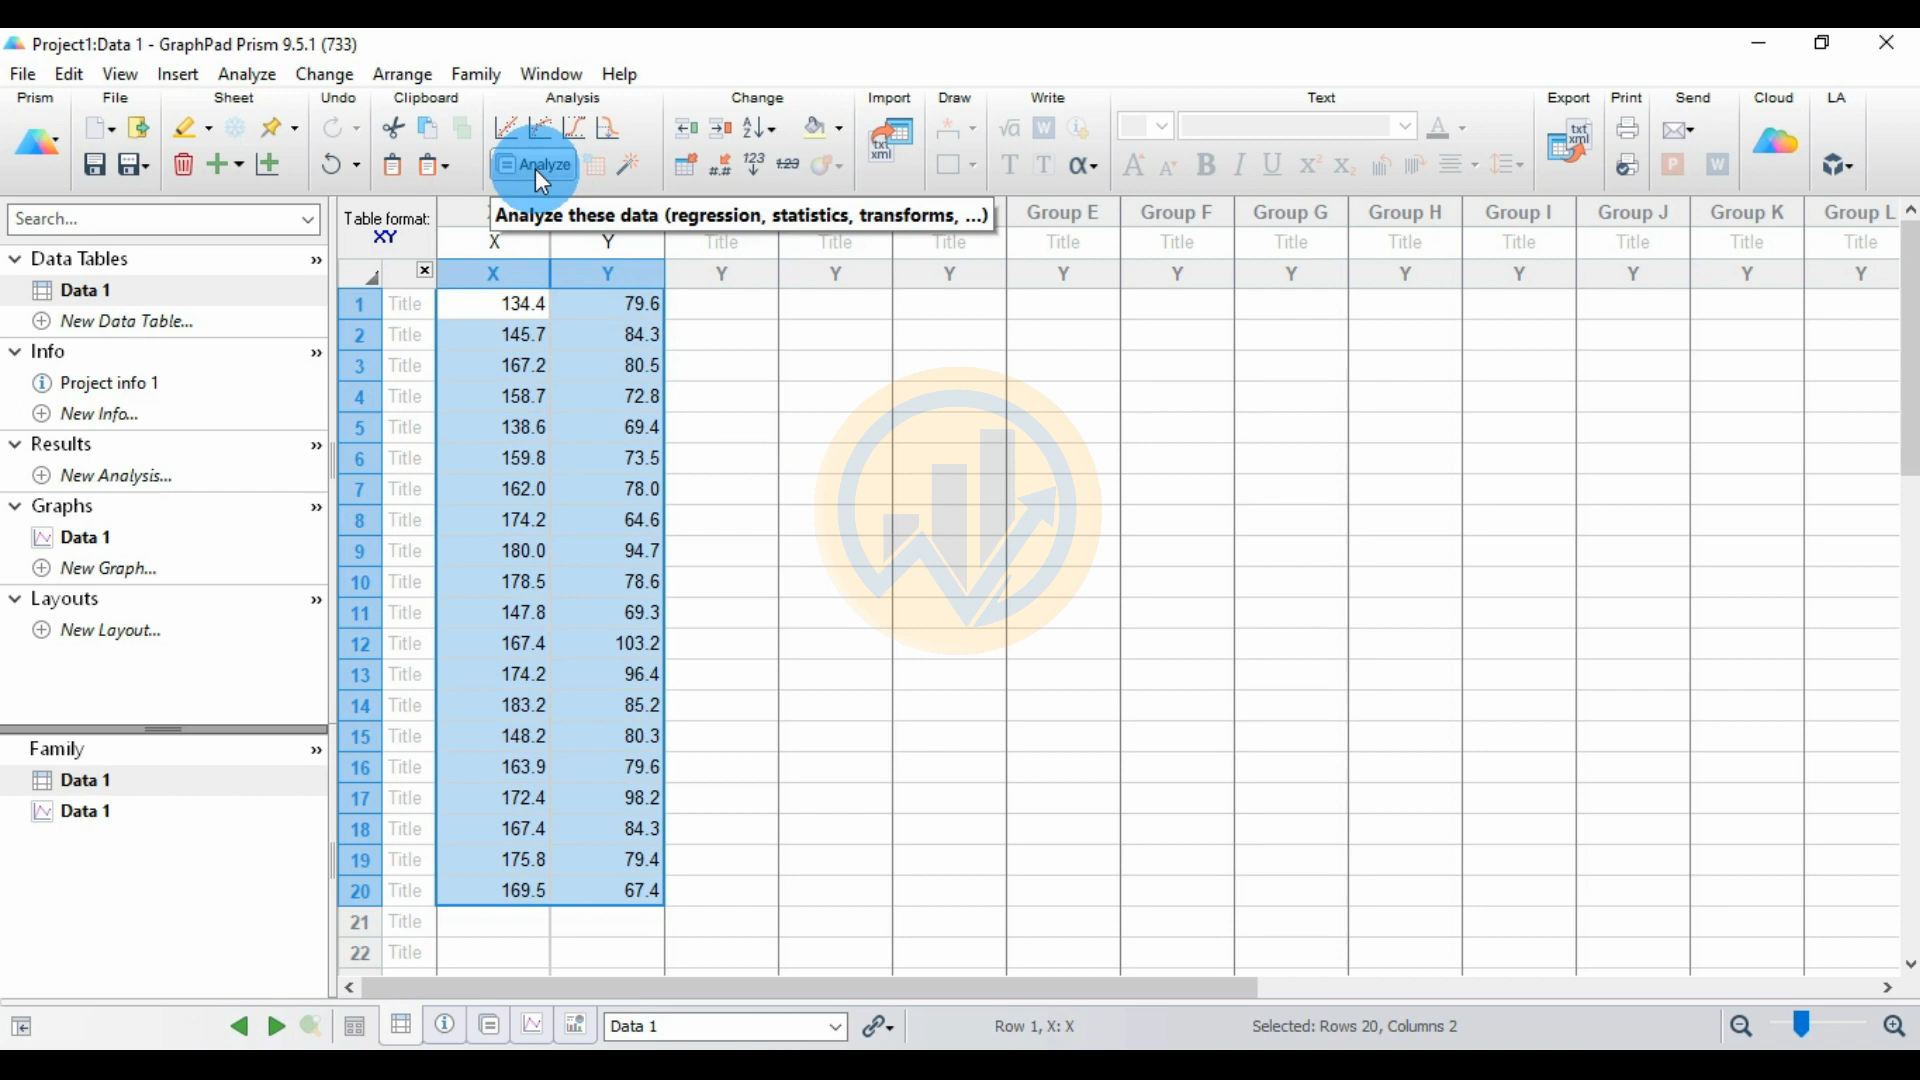 Project1:Data 1 - GraphPad Prism 9.5.1 (733)
File Edit View Insert Analyze Change Arrange Family Window Help
Prism File Sheet Undo Clipboard Analysis Change Import Draw Write Text Export Print Send Cloud LA
Analyze
Analyze these data (regression, statistics, transforms, ...)
Search...
Table format:
XY
Group E Group F Group G Group H Group I Group J Group K Group L
X Y Title Title Title Title Title Title Title Title Title Title Title
X Y Y Y Y Y Y Y Y Y Y Y Y
1 Title 134.4 79.6
2 Title 145.7 84.3
3 Title 167.2 80.5
4 Title 158.7 72.8
5 Title 138.6 69.4
6 Title 159.8 73.5
7 Title 162.0 78.0
8 Title 174.2 64.6
9 Title 180.0 94.7
10 Title 178.5 78.6
11 Title 147.8 69.3
12 Title 167.4 103.2
13 Title 174.2 96.4
14 Title 183.2 85.2
15 Title 148.2 80.3
16 Title 163.9 79.6
17 Title 172.4 98.2
18 Title 167.4 84.3
19 Title 175.8 79.4
20 Title 169.5 67.4
21 Title
22 Title
Data Tables
Data 1
New Data Table...
Info
Project info 1
New Info...
Results
New Analysis...
Graphs
Data 1
New Graph...
Layouts
New Layout...
Family
Data 1
Data 1
Data 1
Row 1, X: X
Selected: Rows 20, Columns 2